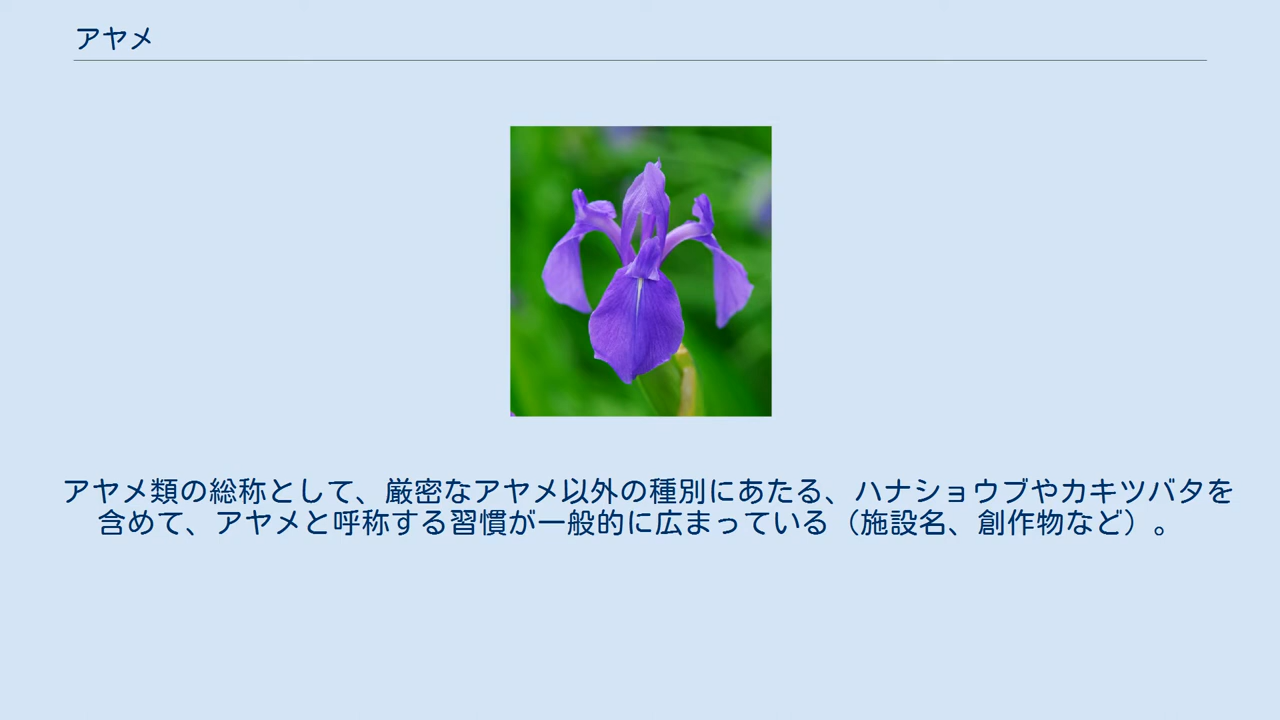 アヤメ
アヤメ類の総称として、厳密なアヤメ以外の種別にあたる、ハナショウブやカキツバタを
含めて、アヤメと呼称する習慣が一般的に広まっている（施設名、創作物など）。